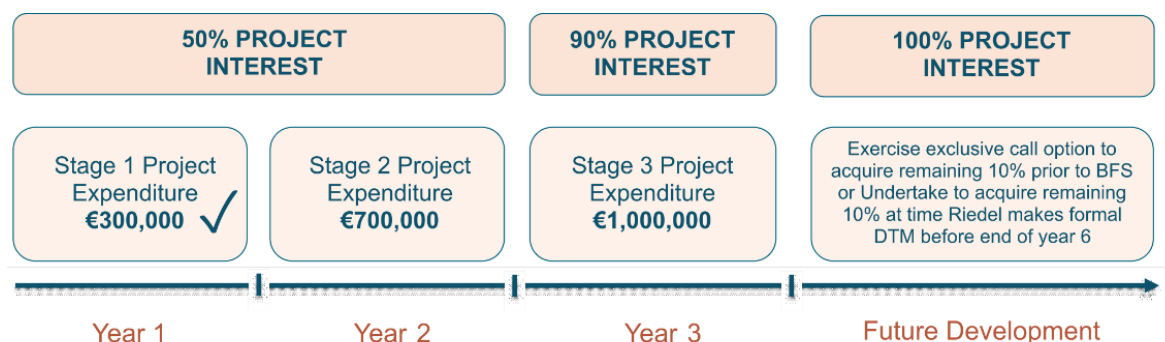 50% PROJECT
INTEREST
90% PROJECT
INTEREST
100% PROJECT
INTEREST
Stage 1 Project
Expenditure
€300,000
Stage 2 Project
Expenditure
€700,000
Stage 3 Project
Expenditure
€1,000,000
Exercise exclusive call option to
acquire remaining 10% prior to BFS
or Undertake to acquire remaining
10% at time Riedel makes formal
DTM before end of year 6
Year 1
Year 2
Year 3
Future Development